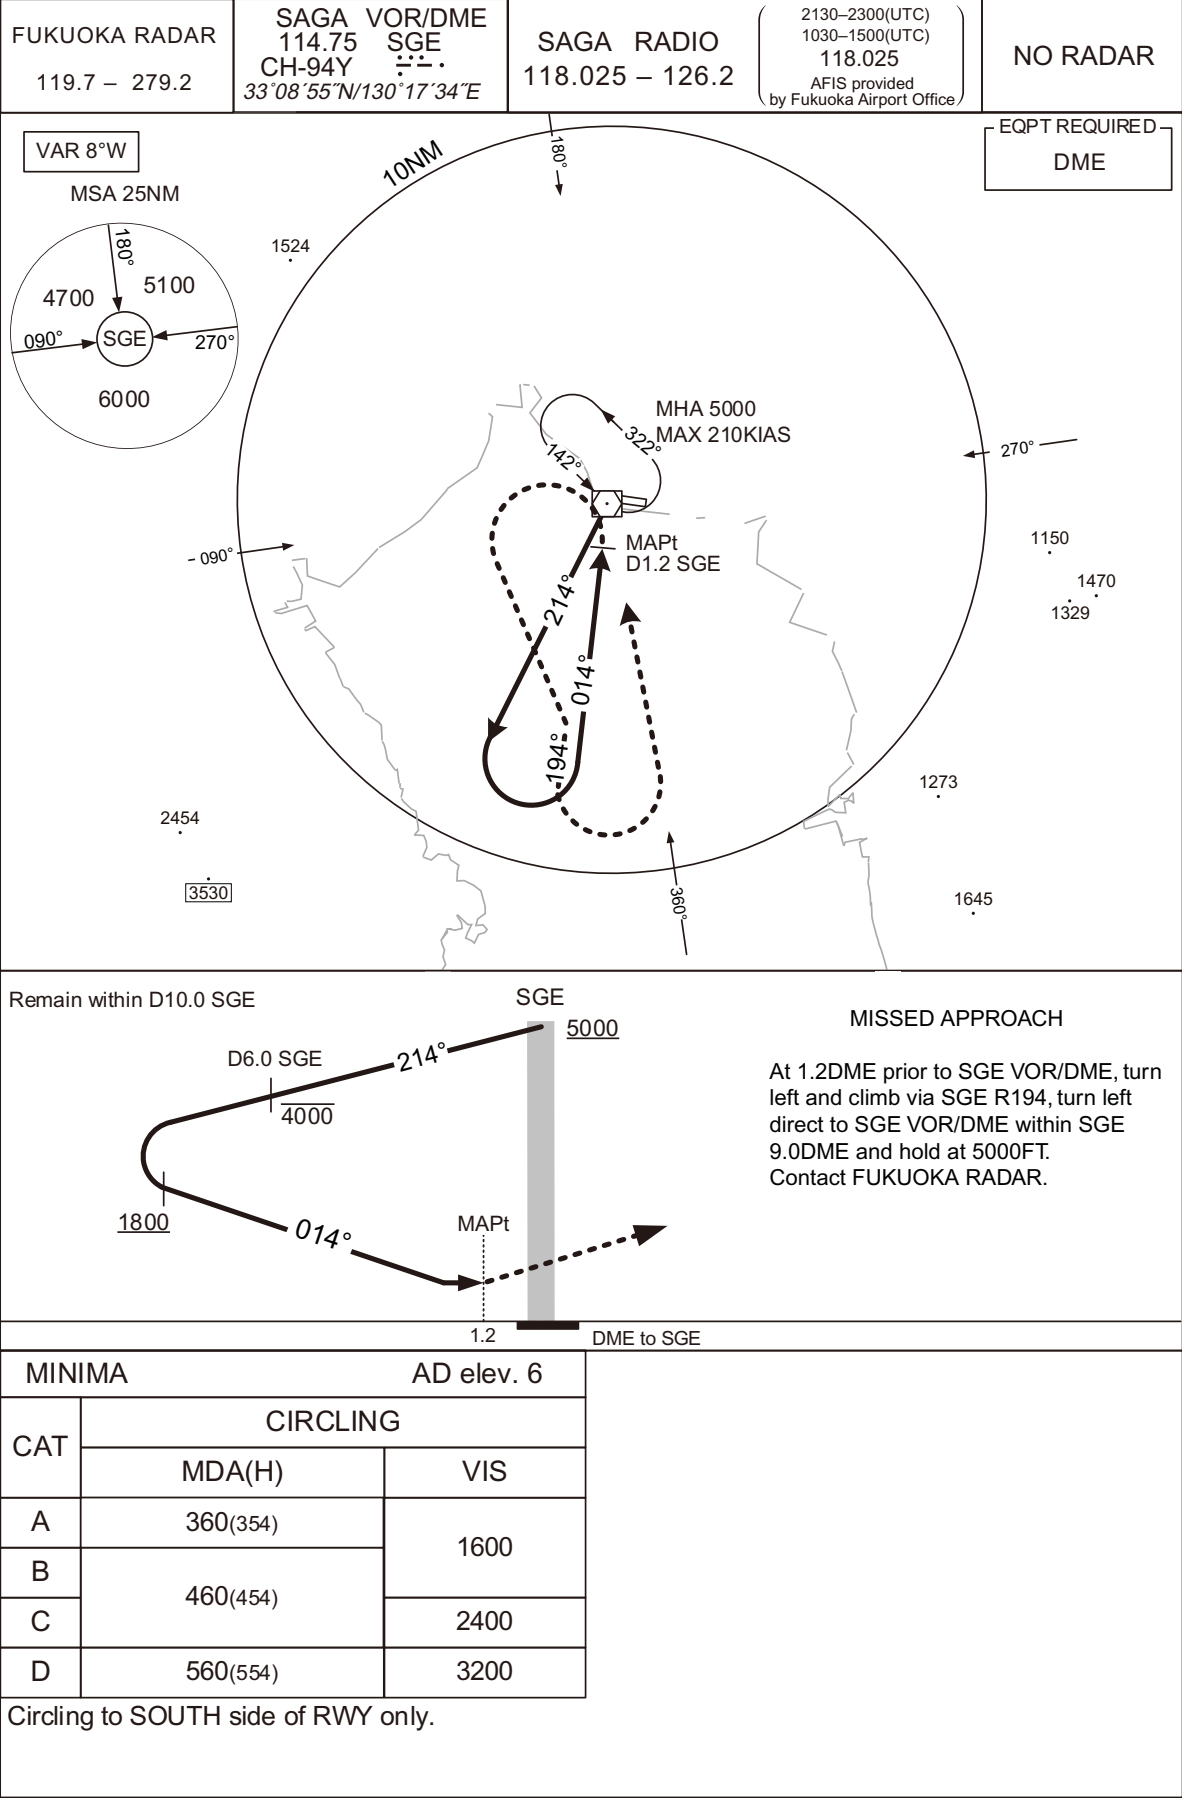 FUKUOKA RADAR
119.7 – 279.2
SAGA VOR/DME
114.75 SGE
CH-94Y
33°08′55″N/130°17′34″E
SAGA RADIO
118.025 – 126.2
2130–2300(UTC)
1030–1500(UTC)
118.025
AFIS provided
by Fukuoka Airport Office
NO RADAR
VAR 8°W
EQPT REQUIRED
DME
MSA 25NM
180°
4700
5100
090°
SGE
270°
6000
10NM
180°
1524
MHA 5000
MAX 210KIAS
322°
142°
270°
090°
MAPt
D1.2 SGE
1150
1470
1329
214°
014°
194°
1273
2454
3530
1645
360°
Remain within D10.0 SGE
SGE
5000
214°
D6.0 SGE
4000
1800
014°
MAPt
1.2
DME to SGE
MISSED APPROACH
At 1.2DME prior to SGE VOR/DME, turn
left and climb via SGE R194, turn left
direct to SGE VOR/DME within SGE
9.0DME and hold at 5000FT.
Contact FUKUOKA RADAR.
MINIMA AD elev. 6
CAT
CIRCLING
MDA(H) VIS
A 360(354)
1600
B
460(454)
C 2400
D 560(554) 3200
Circling to SOUTH side of RWY only.